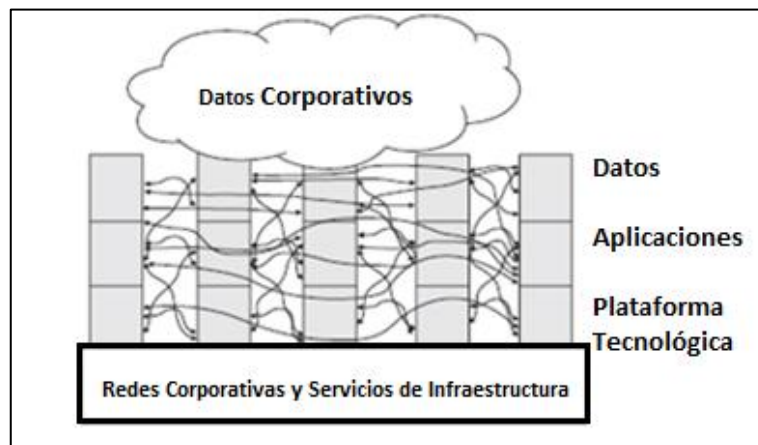 Datos Corporativos
Datos
Aplicaciones
Plataforma
Tecnológica
Redes Corporativas y Servicios de Infraestructura